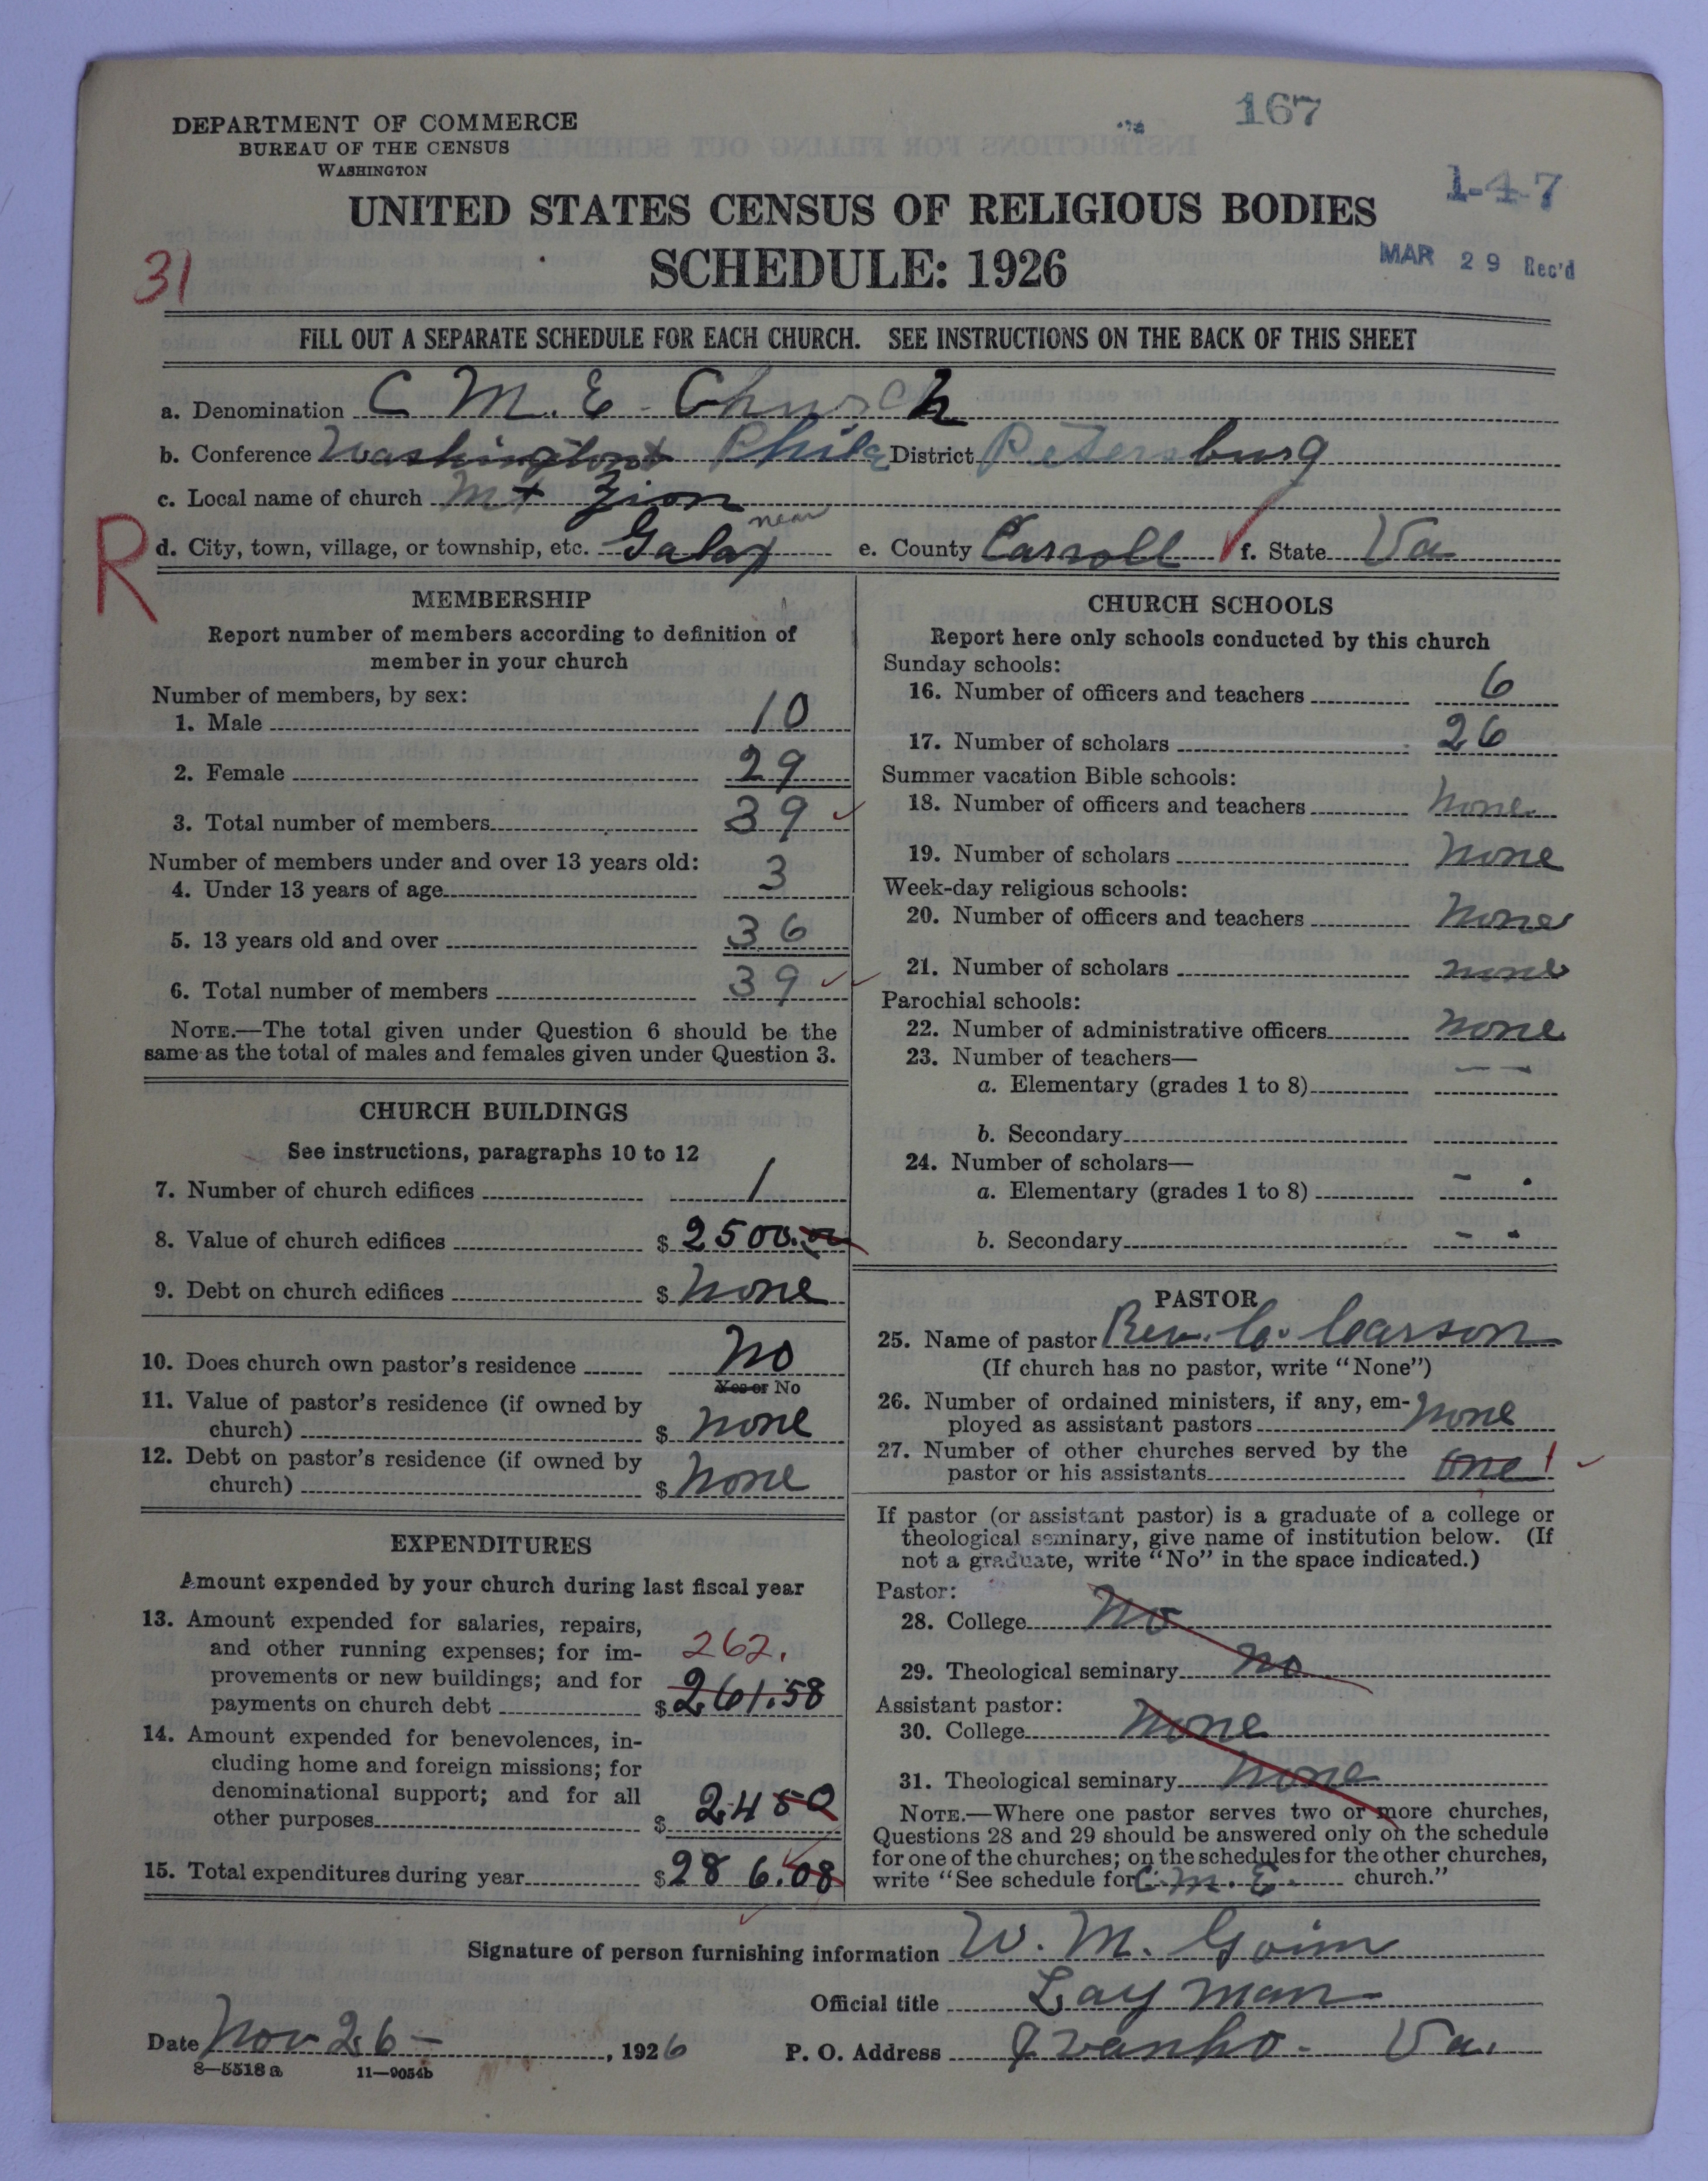 167
DEPARTMENT OF COMMERCE
BUREAU OF THE CENSUS
WASHINGTON
1-4-7
UNITED STATES CENSUS OF RELIGIOUS BODIES
SCHEDULE: 1926
MAR 29 Rec'd
31
FILL OUT A SEPARATE SCHEDULE FOR EACH CHURCH. SEE INSTRUCTIONS ON THE BACK OF THIS SHEET
a. Denomination C. M. E. Church
b. Conference Washington & Phila District Petersburg
c. Local name of church Mt Zion
R
d. City, town, village, or township, etc. near Galax e. County Carroll f. State Va
MEMBERSHIP
Report number of members according to definition of
member in your church
Number of members, by sex:
1. Male 10
2. Female 29
3. Total number of members 39
Number of members under and over 13 years old:
4. Under 13 years of age 3
5. 13 years old and over 36
6. Total number of members 39
NOTE.—The total given under Question 6 should be the
same as the total of males and females given under Question 3.
CHURCH BUILDINGS
See instructions, paragraphs 10 to 12
7. Number of church edifices 1
8. Value of church edifices $ 2500.00
9. Debt on church edifices $ none
10. Does church own pastor's residence No
Yes or No
11. Value of pastor's residence (if owned by
church) $ none
12. Debt on pastor's residence (if owned by
church) $ none
EXPENDITURES
Amount expended by your church during last fiscal year
13. Amount expended for salaries, repairs,
and other running expenses; for im-
provements or new buildings; and for
262.
payments on church debt $ 261.58
14. Amount expended for benevolences, in-
cluding home and foreign missions; for
denominational support; and for all
other purposes $ 24 50
15. Total expenditures during year $ 286.08
CHURCH SCHOOLS
Report here only schools conducted by this church
Sunday schools:
16. Number of officers and teachers 6
17. Number of scholars 26
Summer vacation Bible schools:
18. Number of officers and teachers none
19. Number of scholars none
Week-day religious schools:
20. Number of officers and teachers none
21. Number of scholars none
Parochial schools:
22. Number of administrative officers none
23. Number of teachers—
a. Elementary (grades 1 to 8)
b. Secondary
24. Number of scholars—
a. Elementary (grades 1 to 8)
b. Secondary
PASTOR
25. Name of pastor Rev. C. Carson
(If church has no pastor, write "None")
26. Number of ordained ministers, if any, em-
ployed as assistant pastors none
27. Number of other churches served by the
pastor or his assistants one 1
If pastor (or assistant pastor) is a graduate of a college or
theological seminary, give name of institution below. (If
not a graduate, write "No" in the space indicated.)
Pastor:
28. College No
29. Theological seminary no
Assistant pastor:
30. College none
31. Theological seminary none
NOTE.—Where one pastor serves two or more churches,
Questions 28 and 29 should be answered only on the schedule
for one of the churches; on the schedules for the other churches,
write "See schedule for C. M. E. church."
Signature of person furnishing information W. M. Goin
Official title Layman
Date Nov 26 — , 1926 P. O. Address Ivanho. Va.
8—5518 a 11—9054b